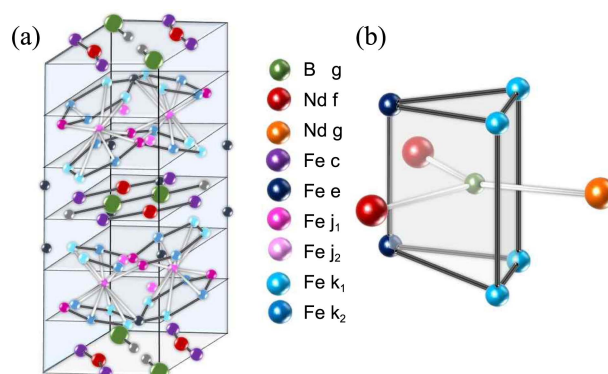 (a)
(b)
B g
Nd f
Nd g
Fe c
Fe e
Fe j₁
Fe j₂
Fe k₁
Fe k₂